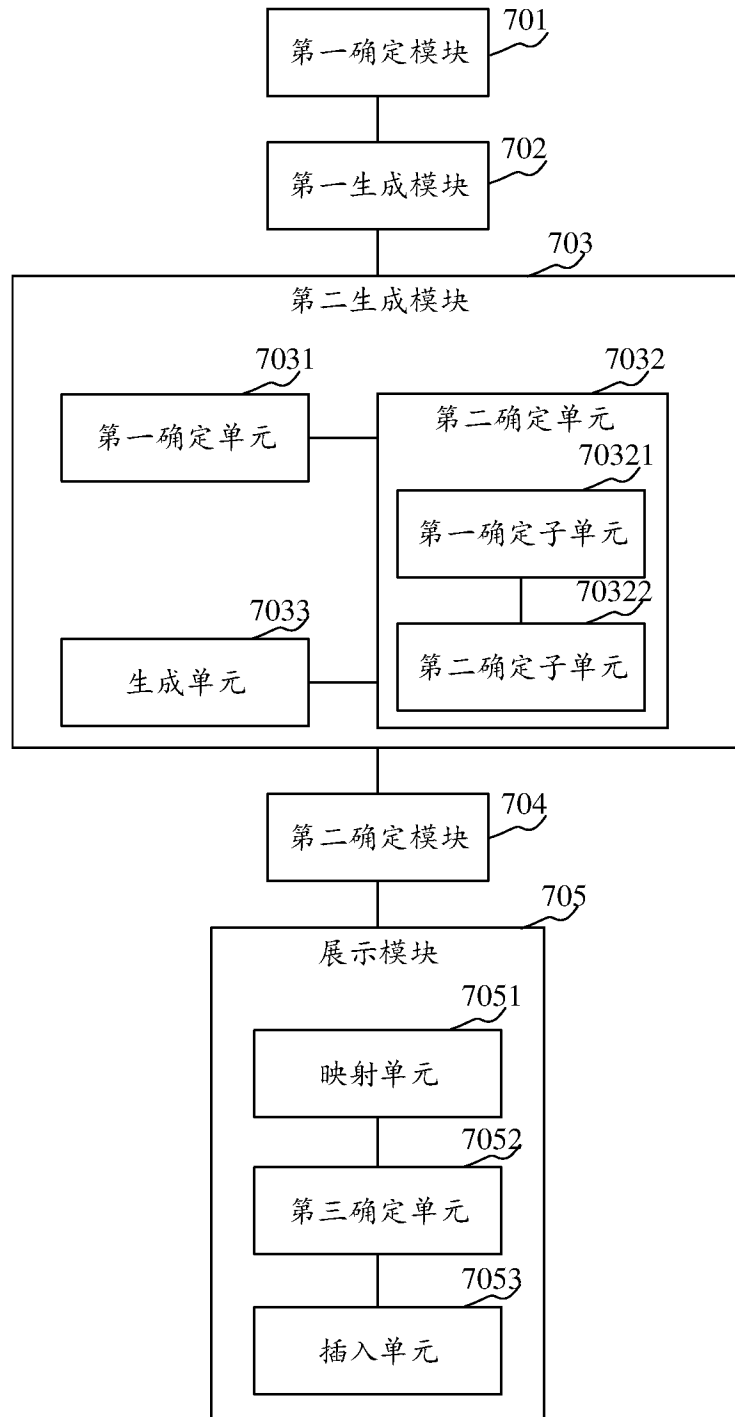 701
第一确定模块
702
第一生成模块
703
第二生成模块
7031
第一确定单元
7032
第二确定单元
70321
第一确定子单元
70322
第二确定子单元
7033
生成单元
704
第二确定模块
705
展示模块
7051
映射单元
7052
第三确定单元
7053
插入单元